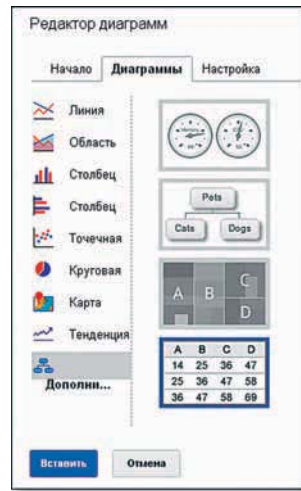 Редактор диаграмм
Начало Диаграммы Настройка
Линия
Область
Столбец
Столбец
Точечная
Круговая
Карта
Тенденция
Дополни...
Pets
Cats Dogs
A B C D
A B C D
14 25 36 47
25 36 47 58
36 47 58 69
Вставить Отмена